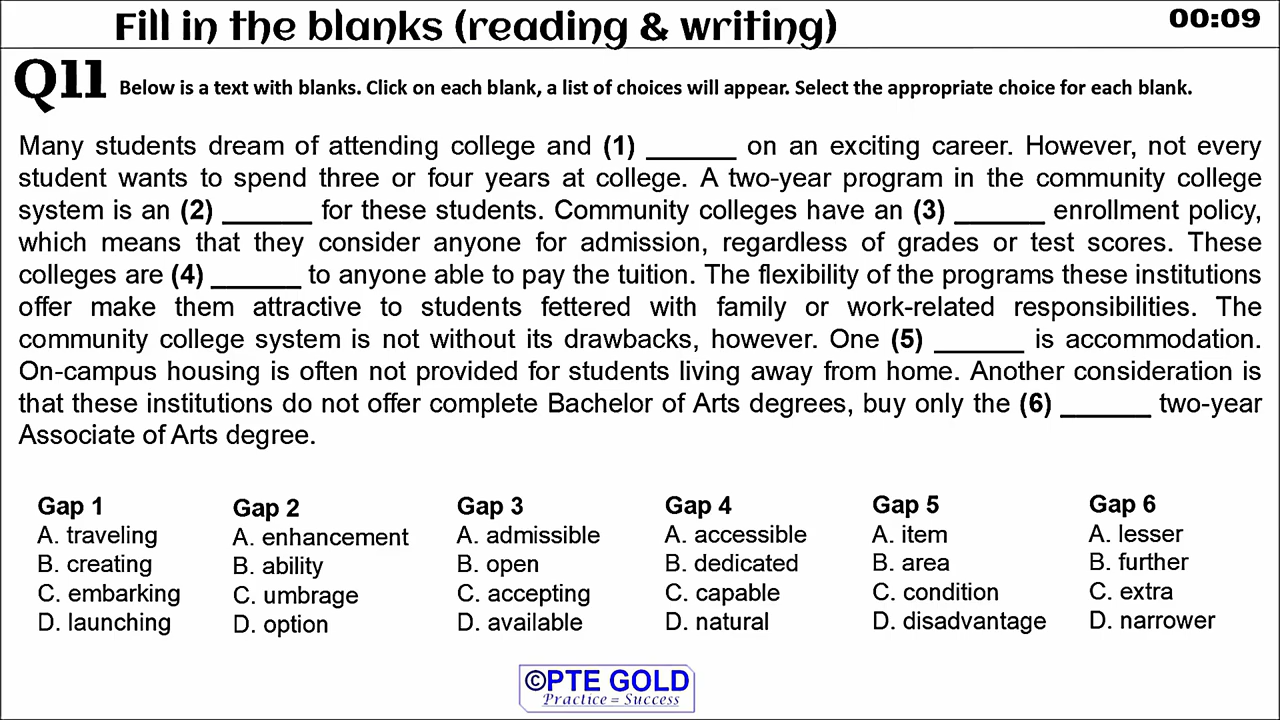 Fill in the blanks (reading & writing)
00:09
Q11 Below is a text with blanks. Click on each blank, a list of choices will appear. Select the appropriate choice for each blank.
Many students dream of attending college and (1) ______ on an exciting career. However, not every
student wants to spend three or four years at college. A two-year program in the community college
system is an (2) ______ for these students. Community colleges have an (3) ______ enrollment policy,
which means that they consider anyone for admission, regardless of grades or test scores. These
colleges are (4) ______ to anyone able to pay the tuition. The flexibility of the programs these institutions
offer make them attractive to students fettered with family or work-related responsibilities. The
community college system is not without its drawbacks, however. One (5) ______ is accommodation.
On-campus housing is often not provided for students living away from home. Another consideration is
that these institutions do not offer complete Bachelor of Arts degrees, buy only the (6) ______ two-year
Associate of Arts degree.
Gap 1
A. traveling
B. creating
C. embarking
D. launching
Gap 2
A. enhancement
B. ability
C. umbrage
D. option
Gap 3
A. admissible
B. open
C. accepting
D. available
Gap 4
A. accessible
B. dedicated
C. capable
D. natural
Gap 5
A. item
B. area
C. condition
D. disadvantage
Gap 6
A. lesser
B. further
C. extra
D. narrower
©PTE GOLD
Practice = Success